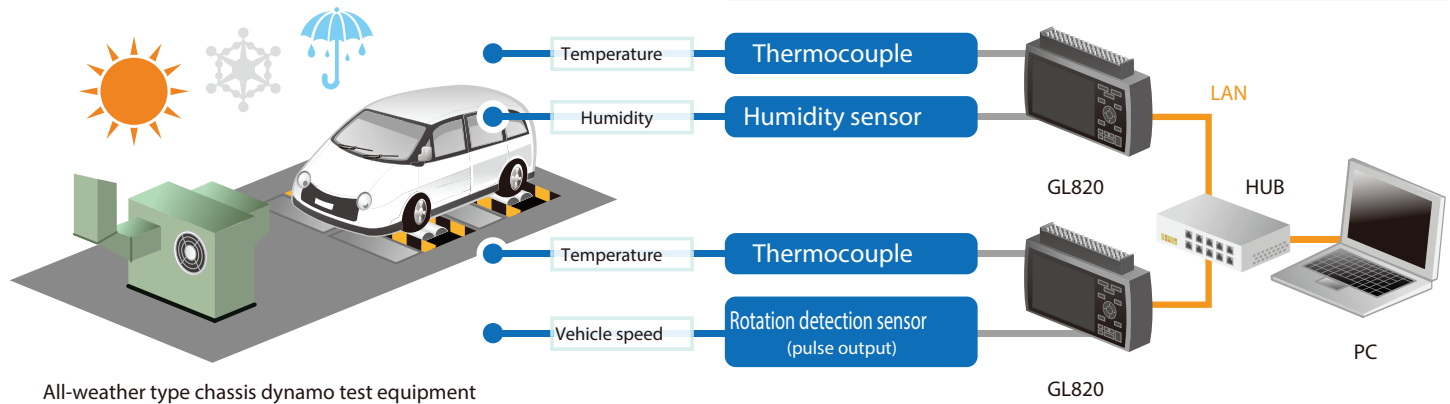 Temperature
Thermocouple
Humidity
Humidity sensor
LAN
GL820
HUB
Temperature
Thermocouple
Vehicle speed
Rotation detection sensor
(pulse output)
PC
GL820
All-weather type chassis dynamo test equipment